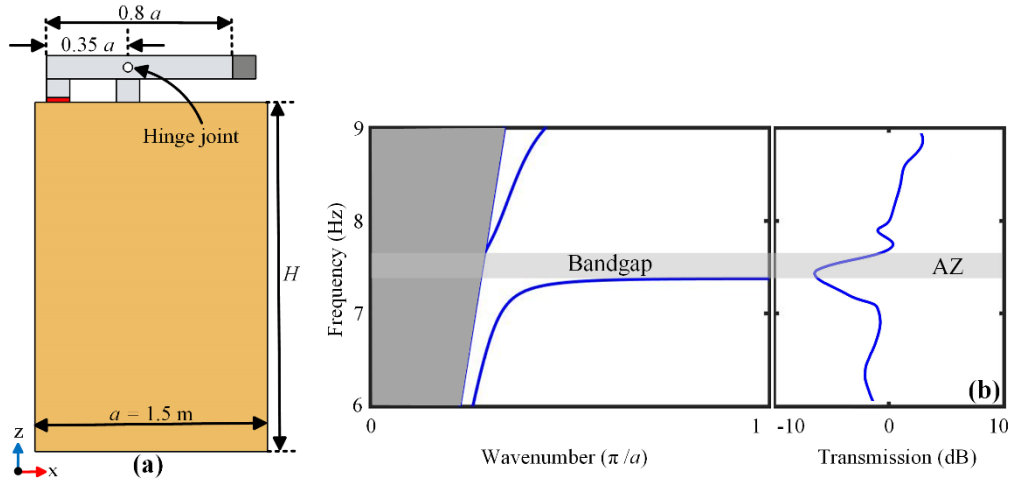 0.8 a
0.35 a
Hinge joint
H
a = 1.5 m
z
x
(a)
Frequency (Hz)
9
8
7
6
Bandgap
0
1
Wavenumber (π/a)
AZ
(b)
-10
0
10
Transmission (dB)